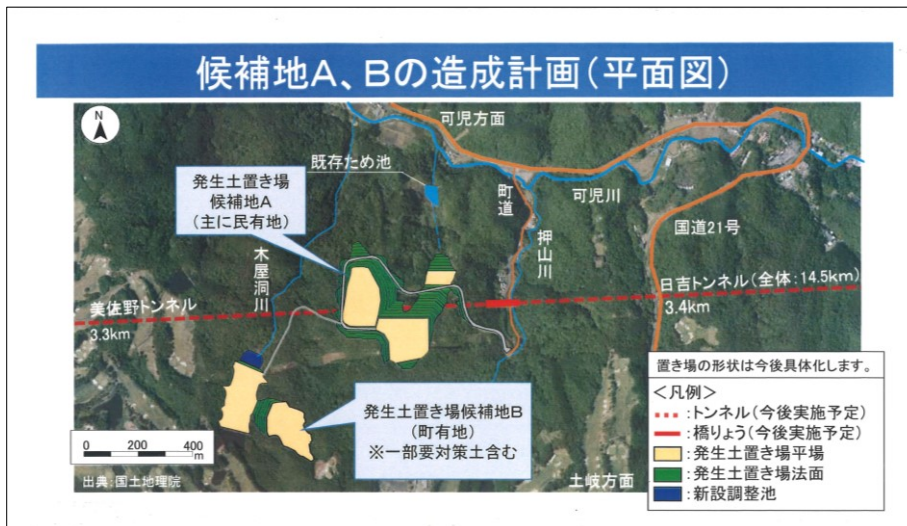 候補地A、Bの造成計画(平面図)
N
可児方面
既存ため池
発生土置き場
候補地A
(主に民有地)
町道
可児川
国道21号
押山川
木屋洞川
日吉トンネル(全体:14.5km)
3.4km
美佐野トンネル
3.3km
発生土置き場候補地B
(町有地)
※一部要対策土含む
置き場の形状は今後具体化します。
<凡例>
:トンネル(今後実施予定)
:橋りょう(今後実施予定)
:発生土置き場平場
:発生土置き場法面
:新設調整池
0 200 400
m
出典:国土地理院
土岐方面